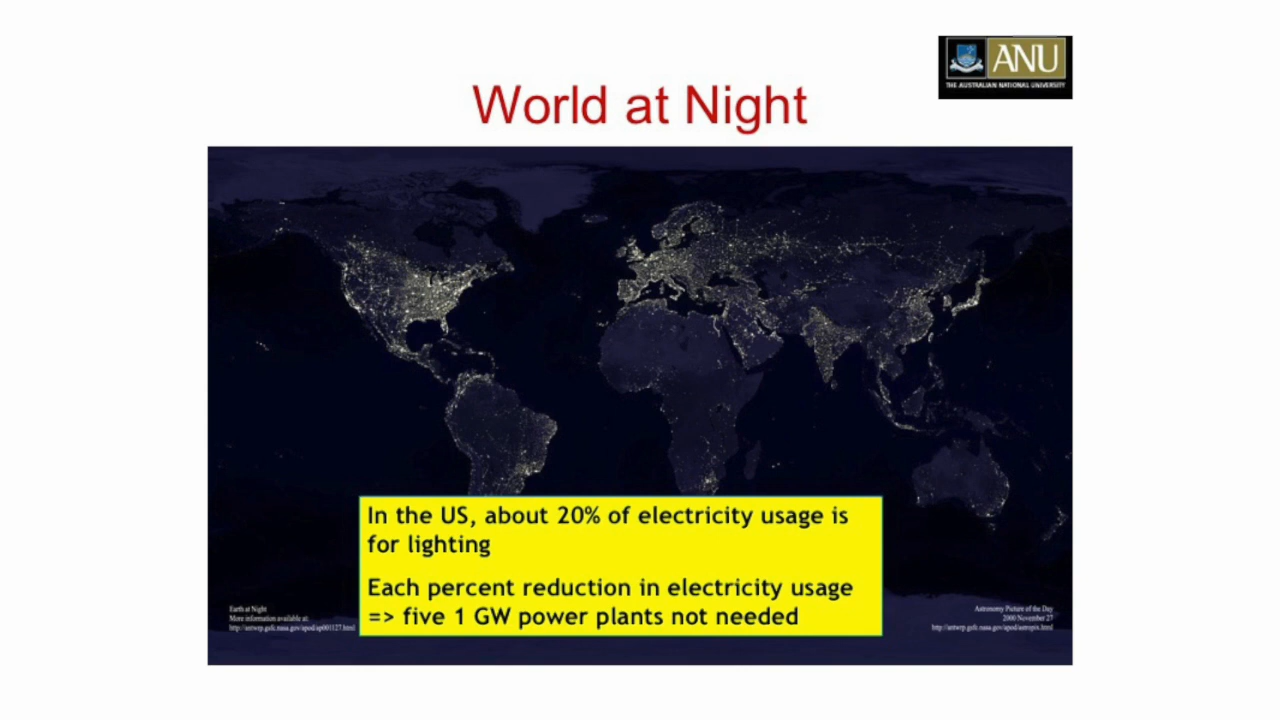 ANU
THE AUSTRALIAN NATIONAL UNIVERSITY
World at Night
In the US, about 20% of electricity usage is
for lighting
Each percent reduction in electricity usage
=> five 1 GW power plants not needed
Earth at Night
More information available at:
http://antwrp.gsfc.nasa.gov/apod/ap001127.html
Astronomy Picture of the Day
2000 November 27
http://antwrp.gsfc.nasa.gov/apod/astropix.html